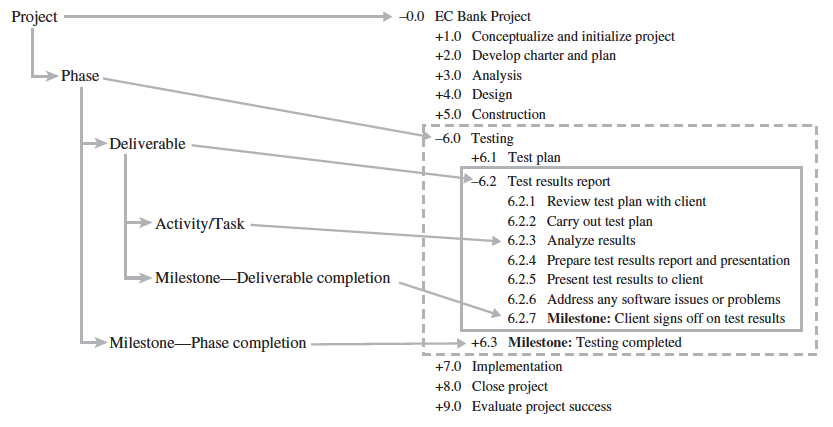 Project
–0.0 EC Bank Project
+1.0 Conceptualize and initialize project
+2.0 Develop charter and plan
Phase
+3.0 Analysis
+4.0 Design
+5.0 Construction
–6.0 Testing
Deliverable
+6.1 Test plan
–6.2 Test results report
6.2.1 Review test plan with client
6.2.2 Carry out test plan
Activity/Task
6.2.3 Analyze results
6.2.4 Prepare test results report and presentation
Milestone—Deliverable completion
6.2.5 Present test results to client
6.2.6 Address any software issues or problems
6.2.7 Milestone: Client signs off on test results
Milestone—Phase completion
+6.3 Milestone: Testing completed
+7.0 Implementation
+8.0 Close project
+9.0 Evaluate project success